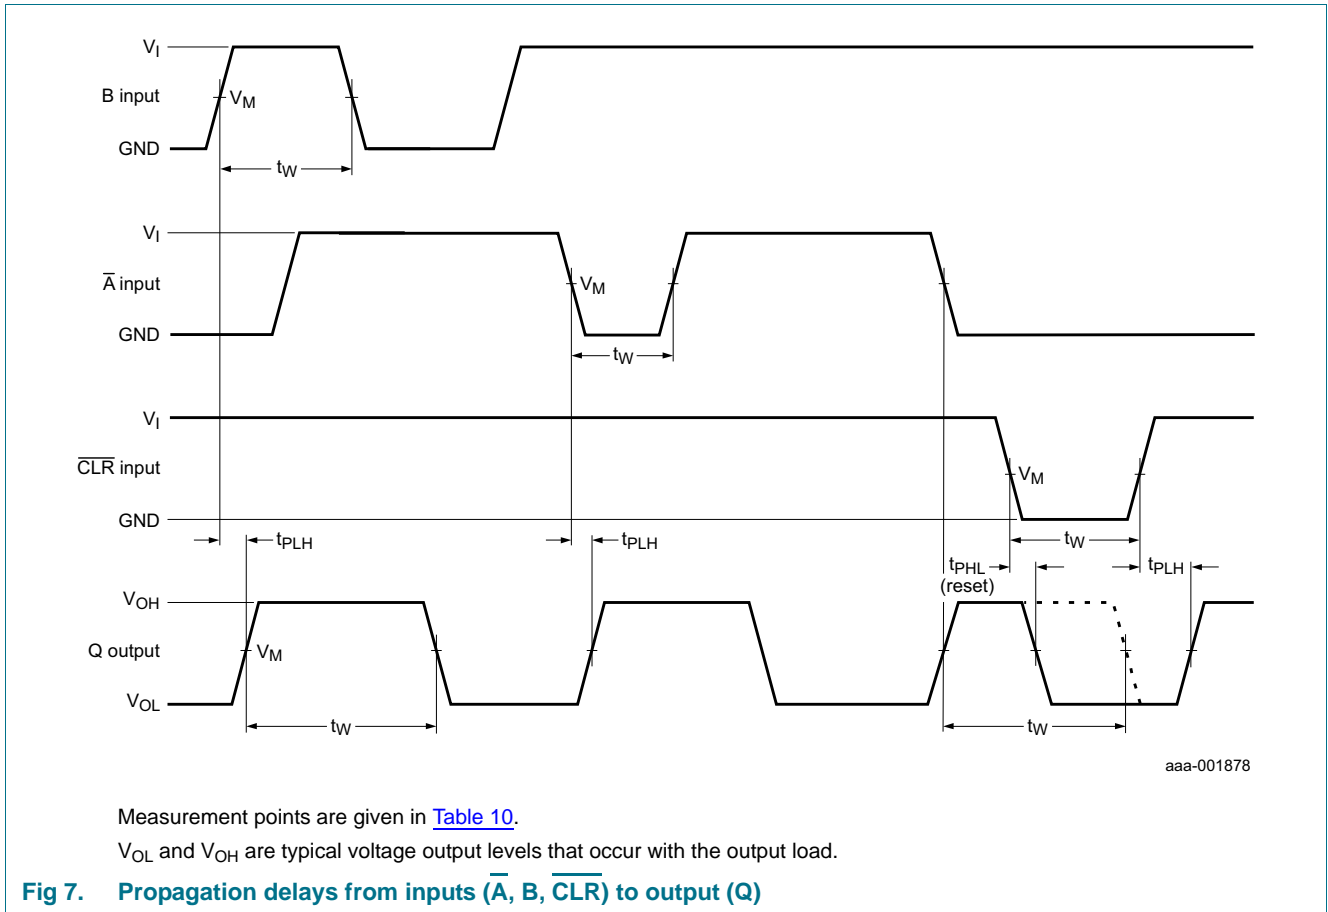 VI
B input
VM
GND
tW
VI
A̅ input
VM
GND
tW
VI
C̅L̅R̅ input
VM
GND
tPLH
tPLH
tW
tPHL
(reset)
tPLH
VOH
Q output
VM
VOL
tW
tW
aaa-001878
Measurement points are given in Table 10.
VOL and VOH are typical voltage output levels that occur with the output load.
Fig 7. Propagation delays from inputs (A̅, B, C̅L̅R̅) to output (Q)